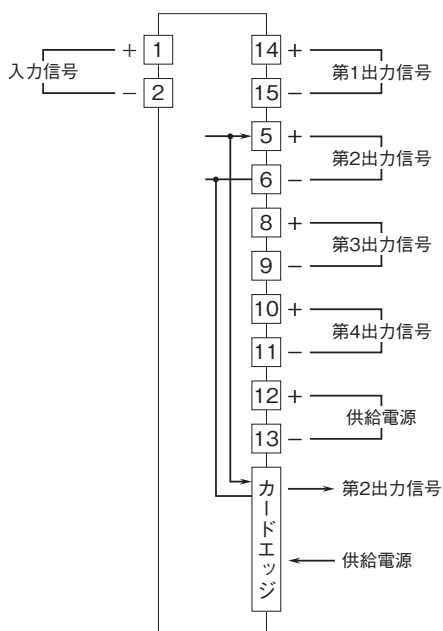 + 1
入力信号
− 2
14 +
第1出力信号
15 −
5 +
第2出力信号
6 −
8 +
第3出力信号
9 −
10 +
第4出力信号
11 −
12 +
供給電源
13 −
カードエッジ
第2出力信号
供給電源